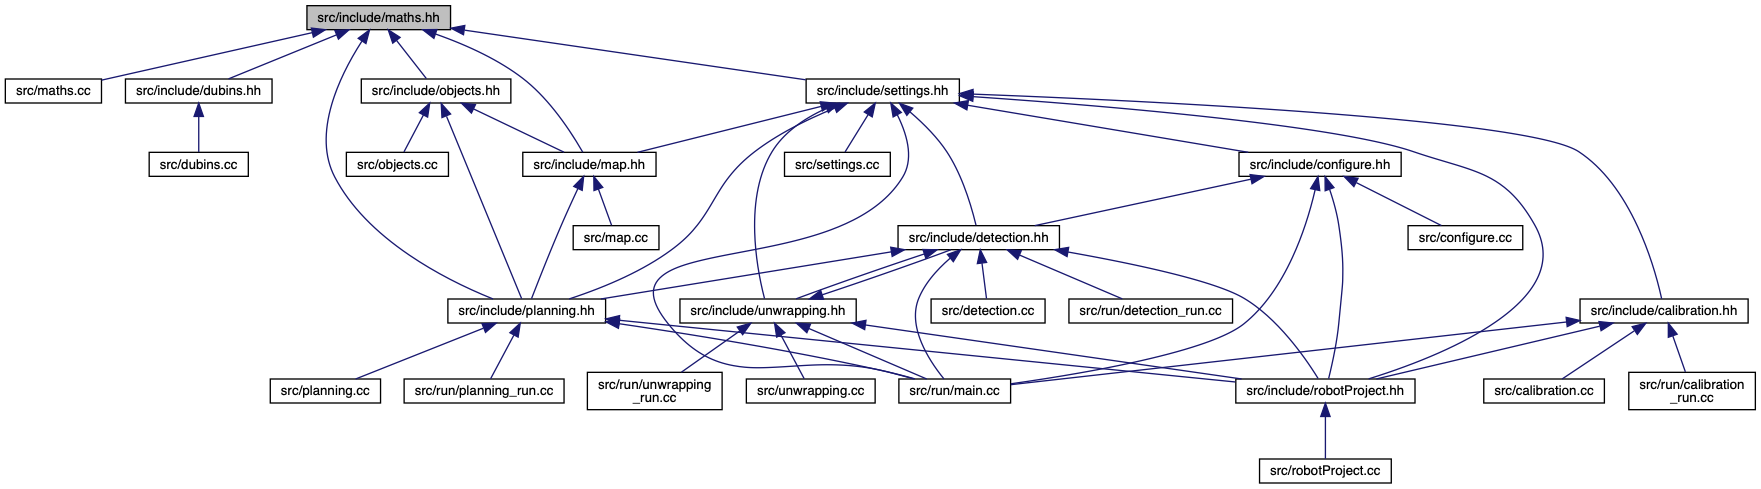 src/include/maths.hh
src/maths.cc
src/include/dubins.hh
src/include/objects.hh
src/include/settings.hh
src/dubins.cc
src/objects.cc
src/include/map.hh
src/settings.cc
src/include/configure.hh
src/map.cc
src/include/detection.hh
src/configure.cc
src/include/planning.hh
src/include/unwrapping.hh
src/detection.cc
src/run/detection_run.cc
src/include/calibration.hh
src/planning.cc
src/run/planning_run.cc
src/run/unwrapping
_run.cc
src/unwrapping.cc
src/run/main.cc
src/include/robotProject.hh
src/calibration.cc
src/run/calibration
_run.cc
src/robotProject.cc